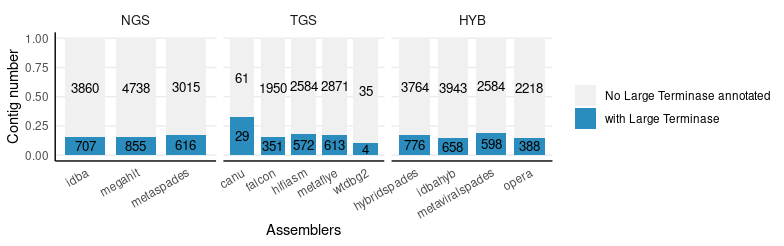 NGS TGS HYB
Contig number
1.00
0.75
0.50
0.25
0.00
3860 4738 3015 61 1950 2584 2871 35 3764 3943 2584 2218
707 855 616 29 351 572 613 4 776 658 598 388
idba megahit metaspades canu falcon hifiasm metaflye wtdbg2 hybridspades idbahyb metaviralspades opera
Assemblers
No Large Terminase annotated
with Large Terminase